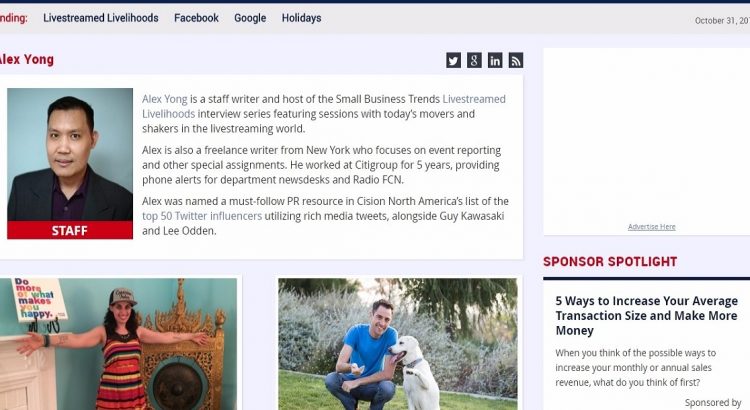 nding:
Livestreamed Livelihoods
Facebook
Google
Holidays
October 31, 20
Alex Yong
Alex Yong is a staff writer and host of the Small Business Trends Livestreamed
Livelihoods interview series featuring sessions with today's movers and
shakers in the livestreaming world.
Alex is also a freelance writer from New York who focuses on event reporting
and other special assignments. He worked at Citigroup for 5 years, providing
phone alerts for department newsdesks and Radio FCN.
Alex was named a must-follow PR resource in Cision North America's list of the
top 50 Twitter influencers utilizing rich media tweets, alongside Guy Kawasaki
and Lee Odden.
STAFF
Advertise Here
SPONSOR SPOTLIGHT
5 Ways to Increase Your Average
Transaction Size and Make More
Money
When you think of the possible ways to
increase your monthly or annual sales
revenue, what do you think of first?
Sponsored by
Do
more of
what
makes you
happy.